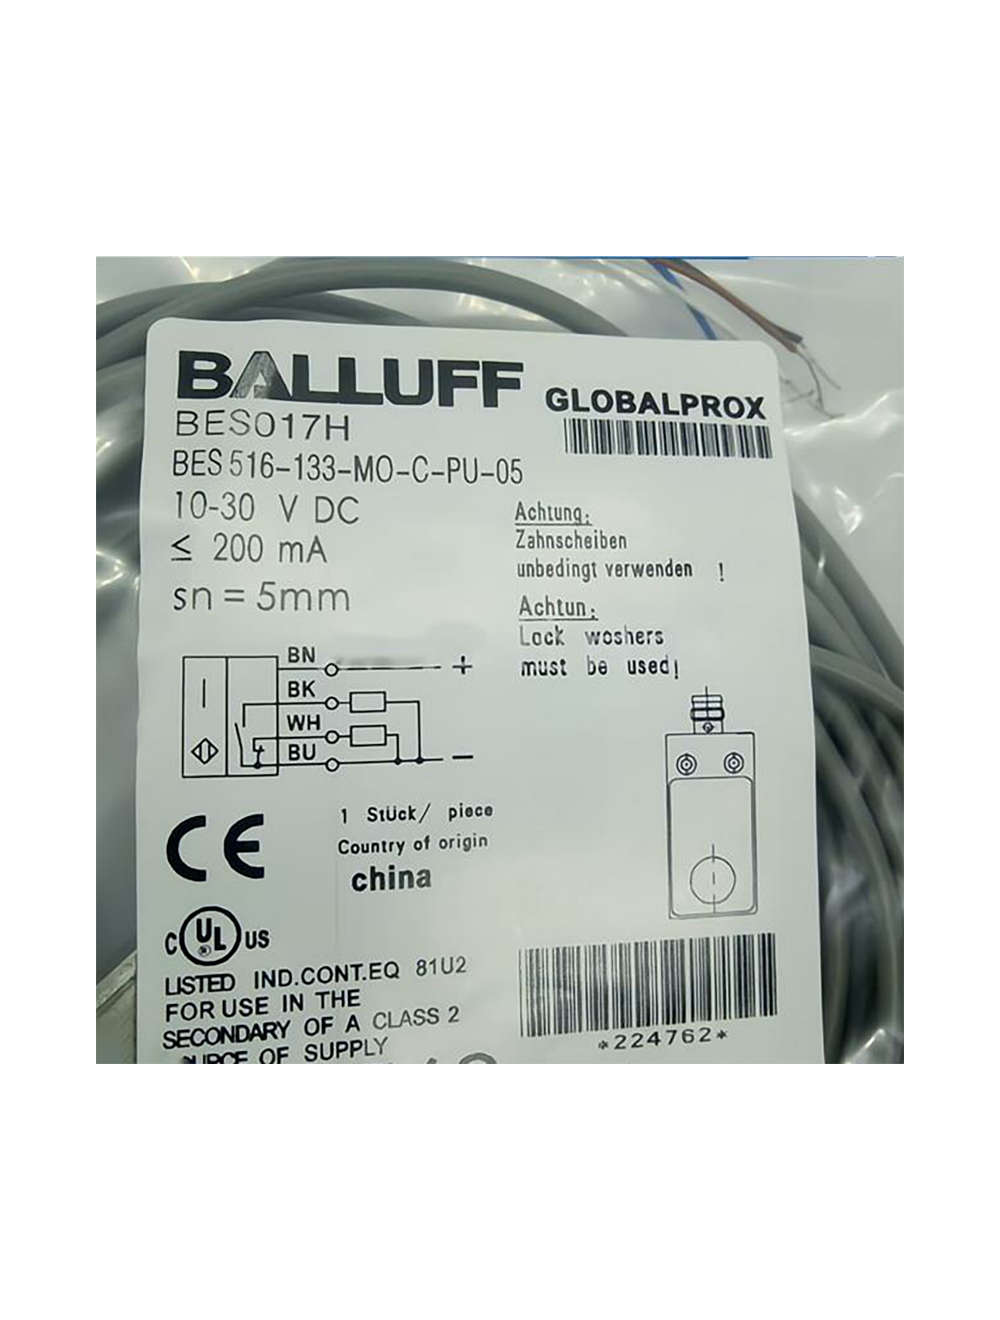 BALLUFF
GLOBALPROX
BES017H
BES 516-133-MO-C-PU-05
10-30 V DC
≤ 200 mA
sn = 5mm
Achtung:
Zahnscheiben
unbedingt verwenden !
Achtun:
Lock woshers
must be used!
BN
+
BK
WH
BU
-
1 Stück/ piece
Country of origin
china
CE
C UL US
LISTED IND.CONT.EQ 81U2
FOR USE IN THE
SECONDARY OF A CLASS 2
OF SUPPLY
*224762*